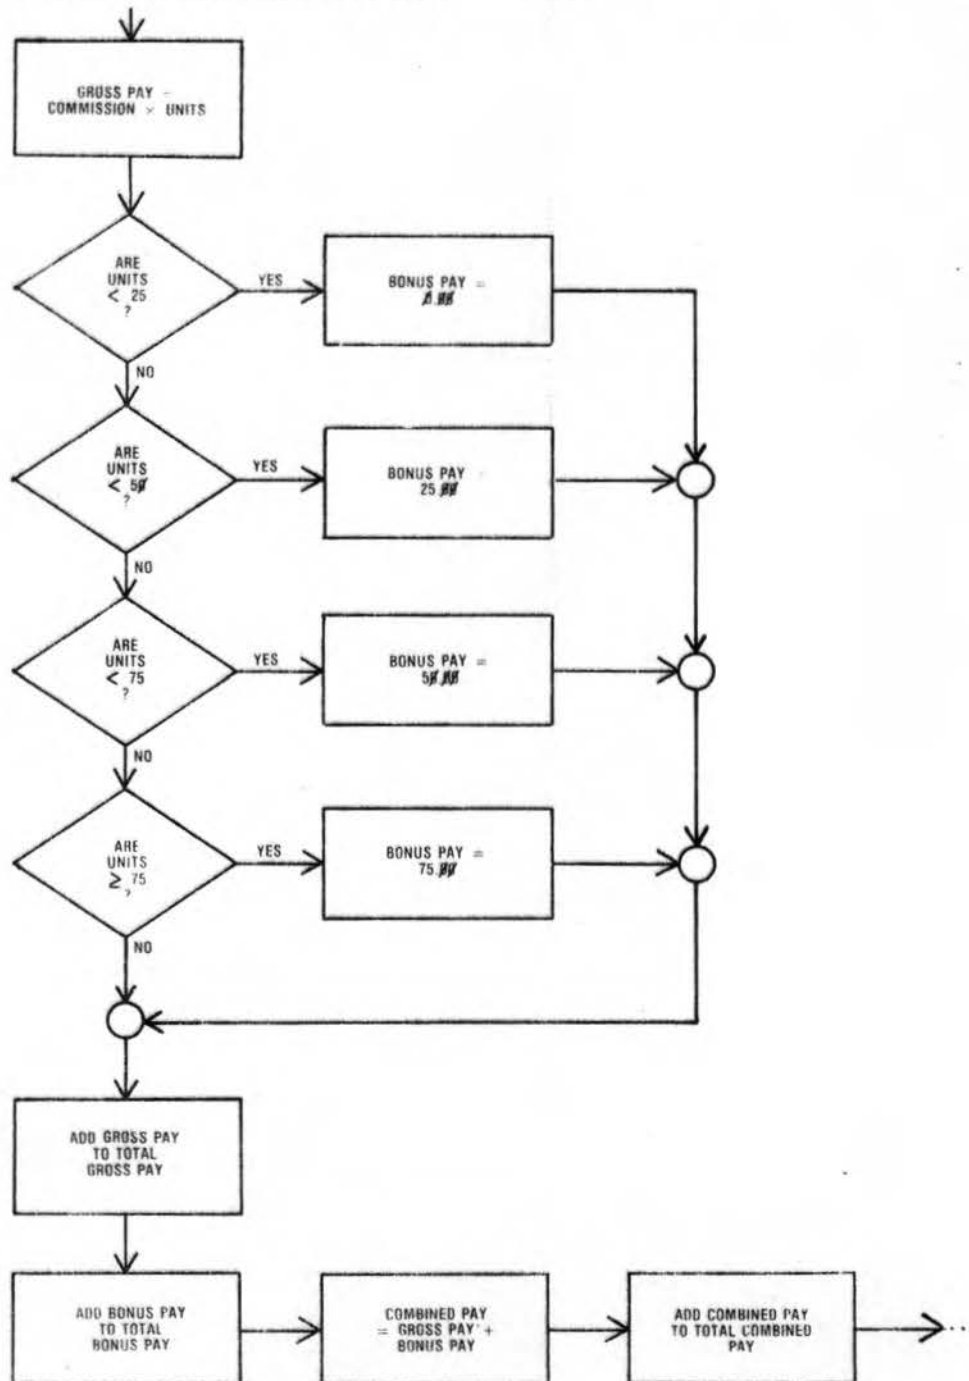 GROSS PAY =
COMMISSION × UNITS
ARE
UNITS
< 25
?
YES
BONUS PAY =
0.00
NO
ARE
UNITS
< 50
?
YES
BONUS PAY
25.00
NO
ARE
UNITS
< 75
?
YES
BONUS PAY =
50.00
NO
ARE
UNITS
≥ 75
?
YES
BONUS PAY =
75.00
NO
ADD GROSS PAY
TO TOTAL
GROSS PAY
ADD BONUS PAY
TO TOTAL
BONUS PAY
COMBINED PAY
= GROSS PAY +
BONUS PAY
ADD COMBINED PAY
TO TOTAL COMBINED
PAY